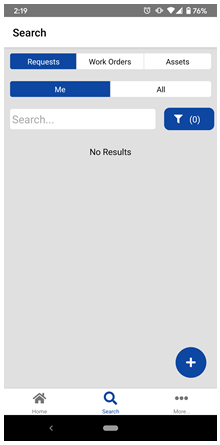 2:19
76%
Search
Requests Work Orders Assets
Me All
Search...
(0)
No Results
+
Home Search More...